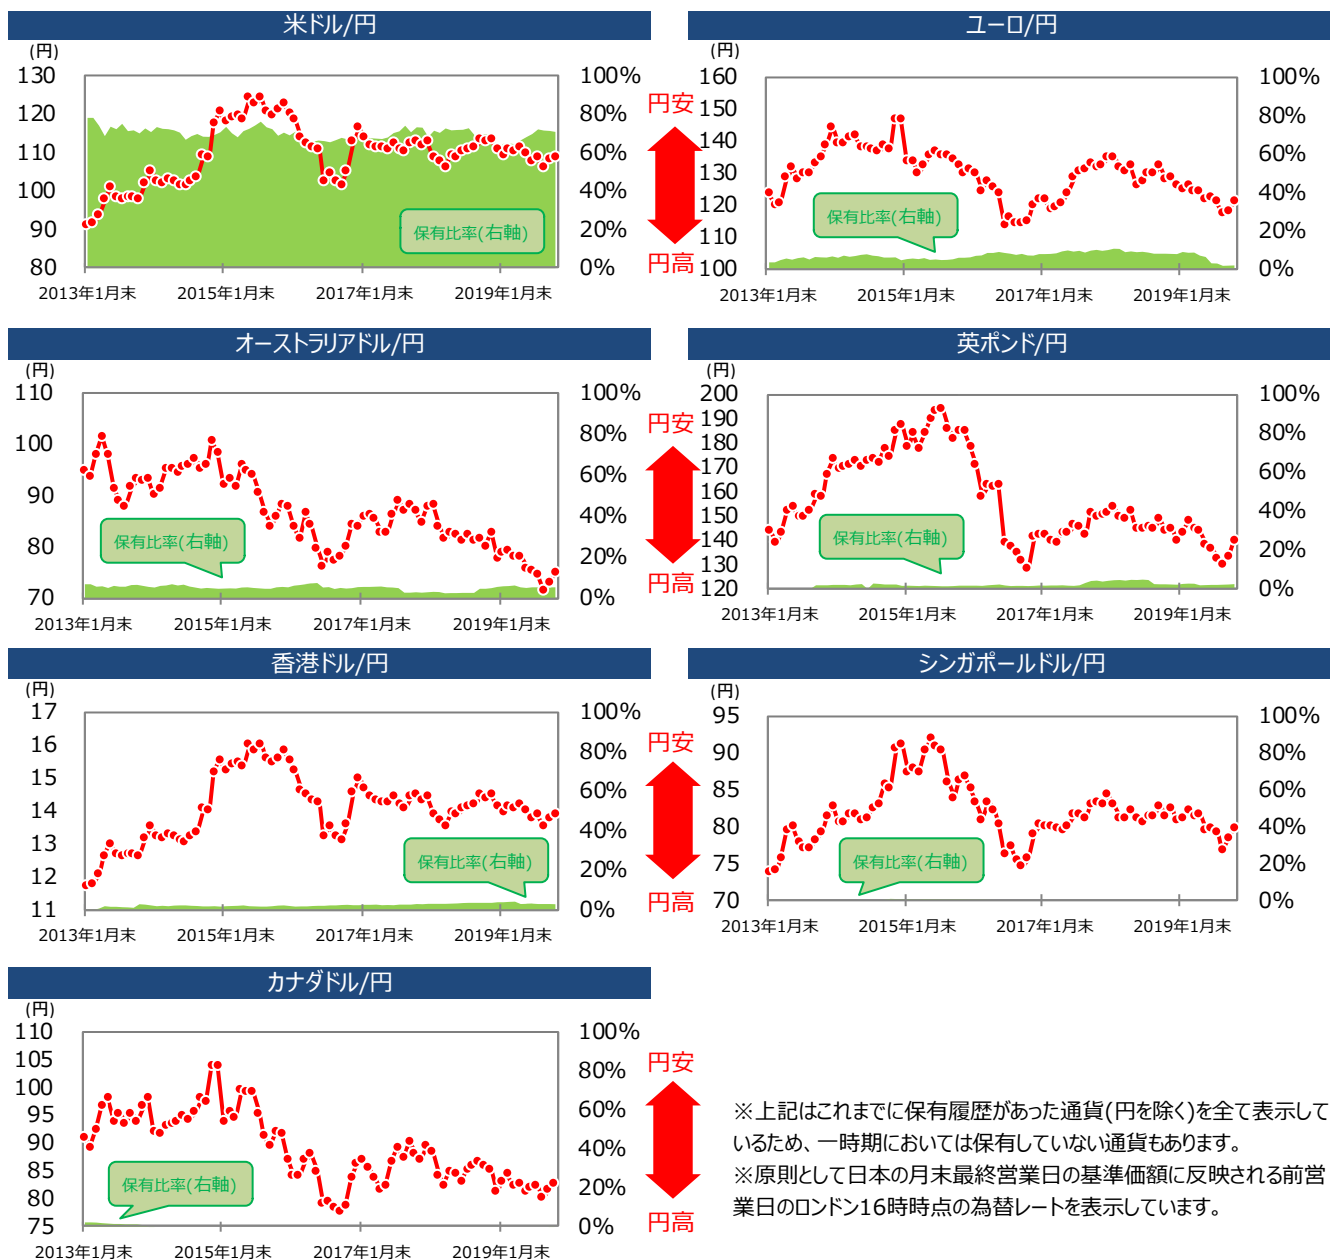 米ドル/円
(円)
130
120
110
100
90
80
100%
80%
60%
40%
20%
0%
保有比率(右軸)
2013年1月末
2015年1月末
2017年1月末
2019年1月末
円安
円高
ユーロ/円
(円)
160
150
140
130
120
110
100
100%
80%
60%
40%
20%
0%
保有比率(右軸)
2013年1月末
2015年1月末
2017年1月末
2019年1月末
オーストラリアドル/円
(円)
110
100
90
80
70
100%
80%
60%
40%
20%
0%
保有比率(右軸)
2013年1月末
2015年1月末
2017年1月末
2019年1月末
円安
円高
英ポンド/円
(円)
200
190
180
170
160
150
140
130
120
100%
80%
60%
40%
20%
0%
保有比率(右軸)
2013年1月末
2015年1月末
2017年1月末
2019年1月末
香港ドル/円
(円)
17
16
15
14
13
12
11
100%
80%
60%
40%
20%
0%
保有比率(右軸)
2013年1月末
2015年1月末
2017年1月末
2019年1月末
円安
円高
シンガポールドル/円
(円)
95
90
85
80
75
70
100%
80%
60%
40%
20%
0%
保有比率(右軸)
2013年1月末
2015年1月末
2017年1月末
2019年1月末
カナダドル/円
(円)
110
105
100
95
90
85
80
75
100%
80%
60%
40%
20%
0%
保有比率(右軸)
2013年1月末
2015年1月末
2017年1月末
2019年1月末
円安
円高
※上記はこれまでに保有履歴があった通貨(円を除く)を全て表示して
いるため、一時期においては保有していない通貨もあります。
※原則として日本の月末最終営業日の基準価額に反映される前営
業日のロンドン16時時点の為替レートを表示しています。